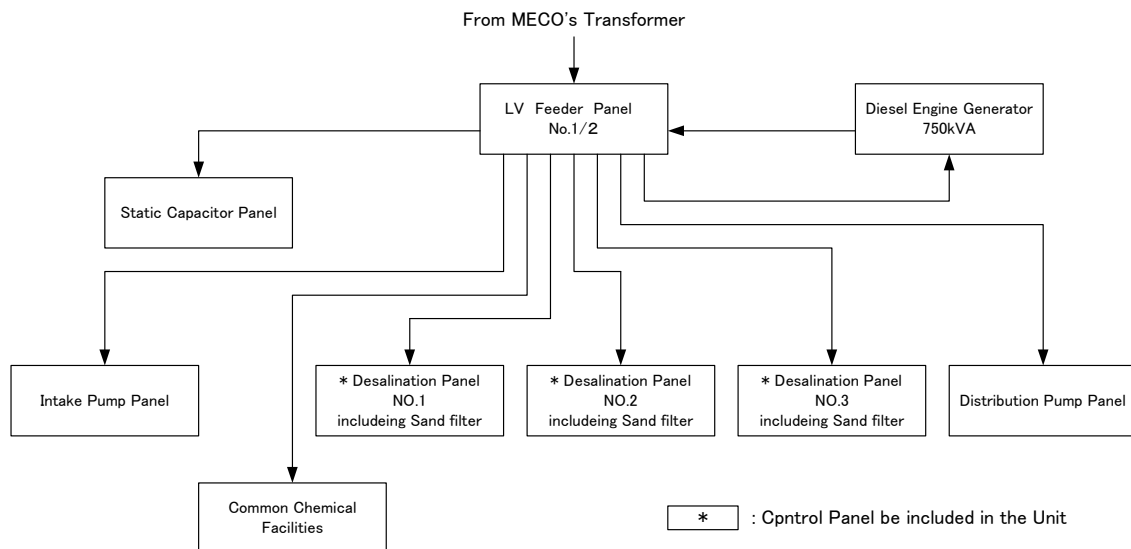 From MECO's Transformer
LV Feeder Panel
No.1/2
Diesel Engine Generator
750kVA
Static Capacitor Panel
Intake Pump Panel
* Desalination Panel
NO.1
includeing Sand filter
* Desalination Panel
NO.2
includeing Sand filter
* Desalination Panel
NO.3
includeing Sand filter
Distribution Pump Panel
Common Chemical
Facilities
* : Cpntrol Panel be included in the Unit